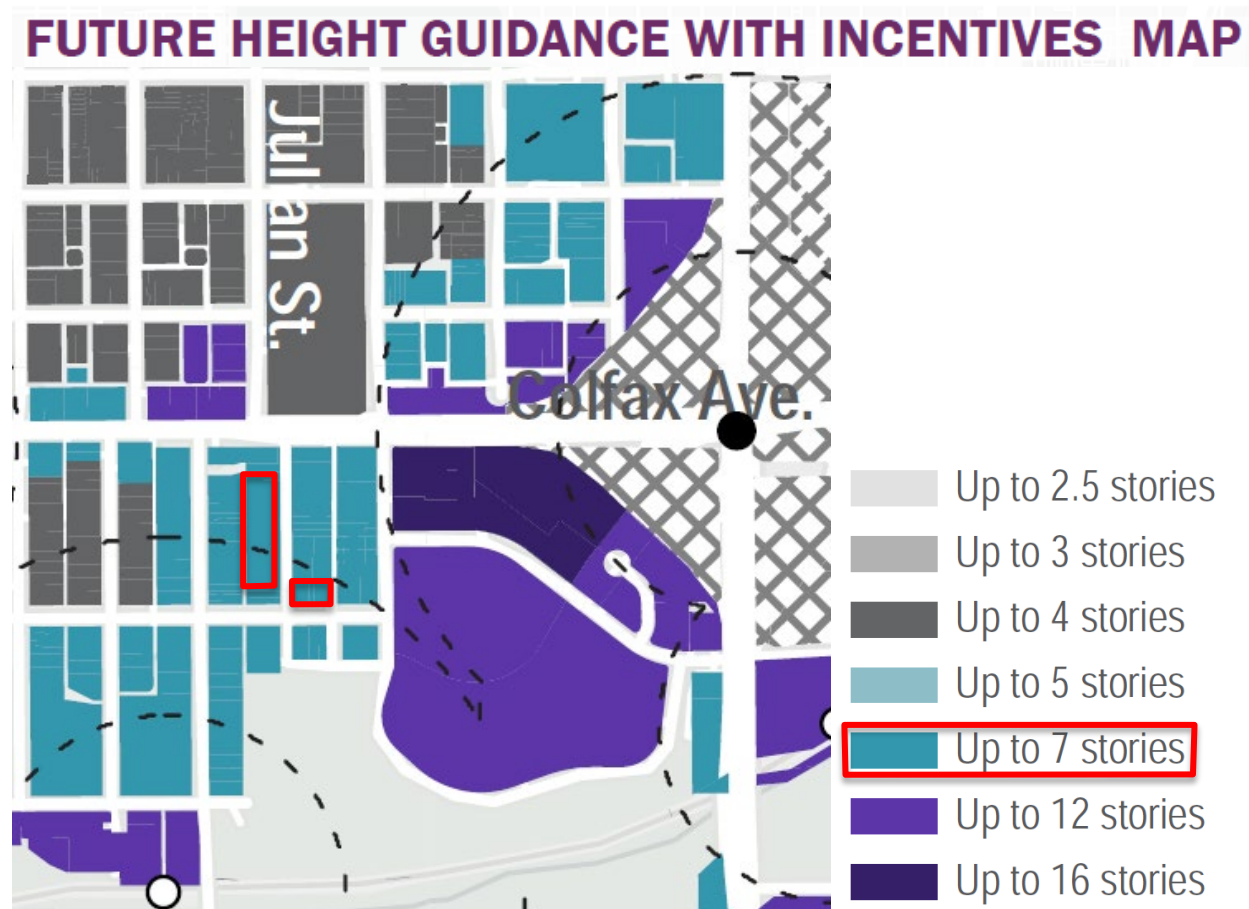 FUTURE HEIGHT GUIDANCE WITH INCENTIVES MAP
Julian St.
Colfax Ave.
Up to 2.5 stories
Up to 3 stories
Up to 4 stories
Up to 5 stories
Up to 7 stories
Up to 12 stories
Up to 16 stories